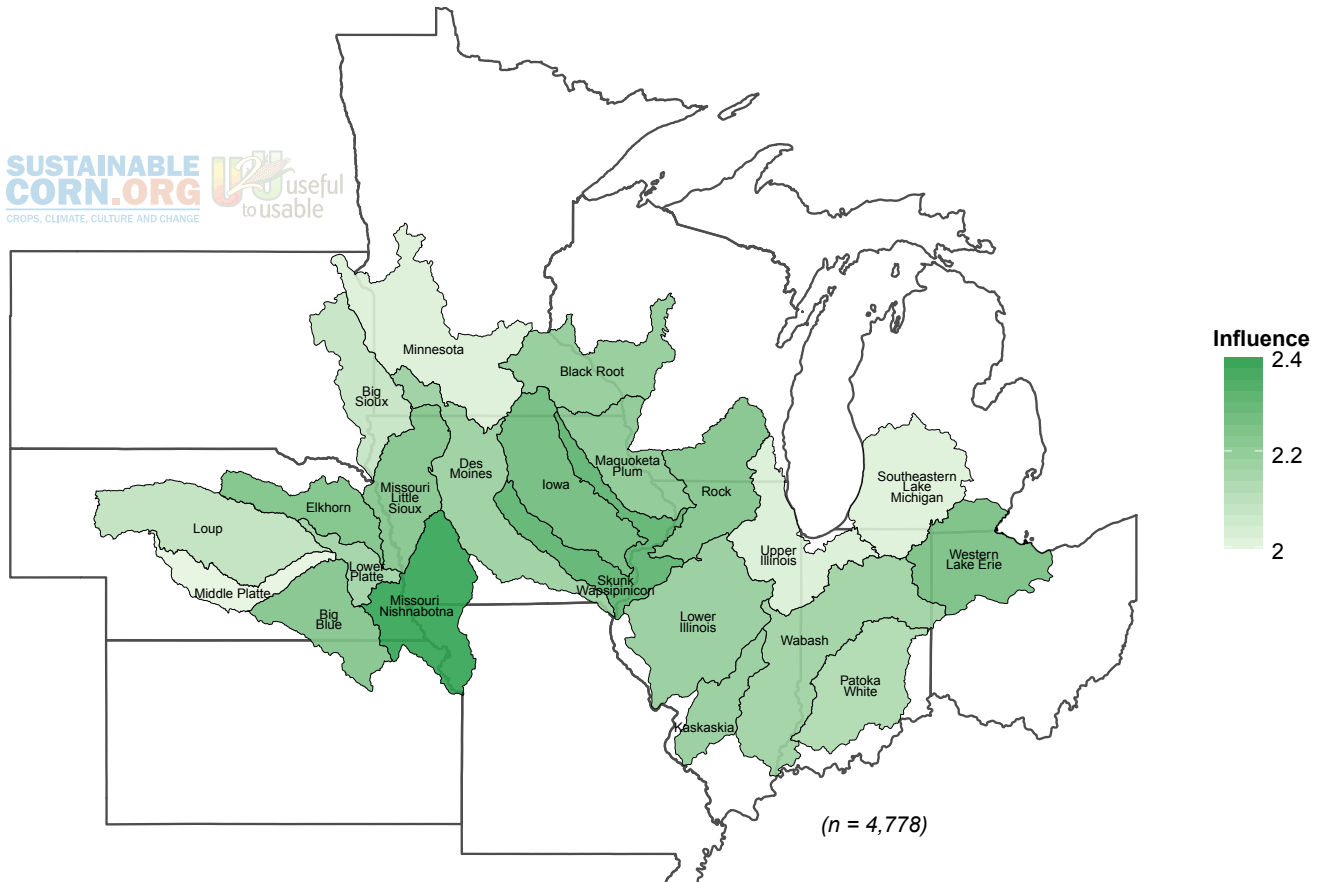 SUSTAINABLE
CORN.ORG
CROPS, CLIMATE, CULTURE AND CHANGE
U2U useful
to usable
Minnesota
Black Root
Big
Sioux
Des
Moines
Maguoketa
Plum
Southeastern
Lake
Michigan
Missouri
Little
Sioux
Iowa
Rock
Elkhorn
Loup
Upper
Illinois
Western
Lake Erie
Lower
Platte
Middle Platte
Skunk
Wapsipinicon
Missouri
Nishnabotna
Big
Blue
Lower
Illinois
Wabash
Patoka
White
Kaskaskia
(n = 4,778)
Influence
2.4
2.2
2